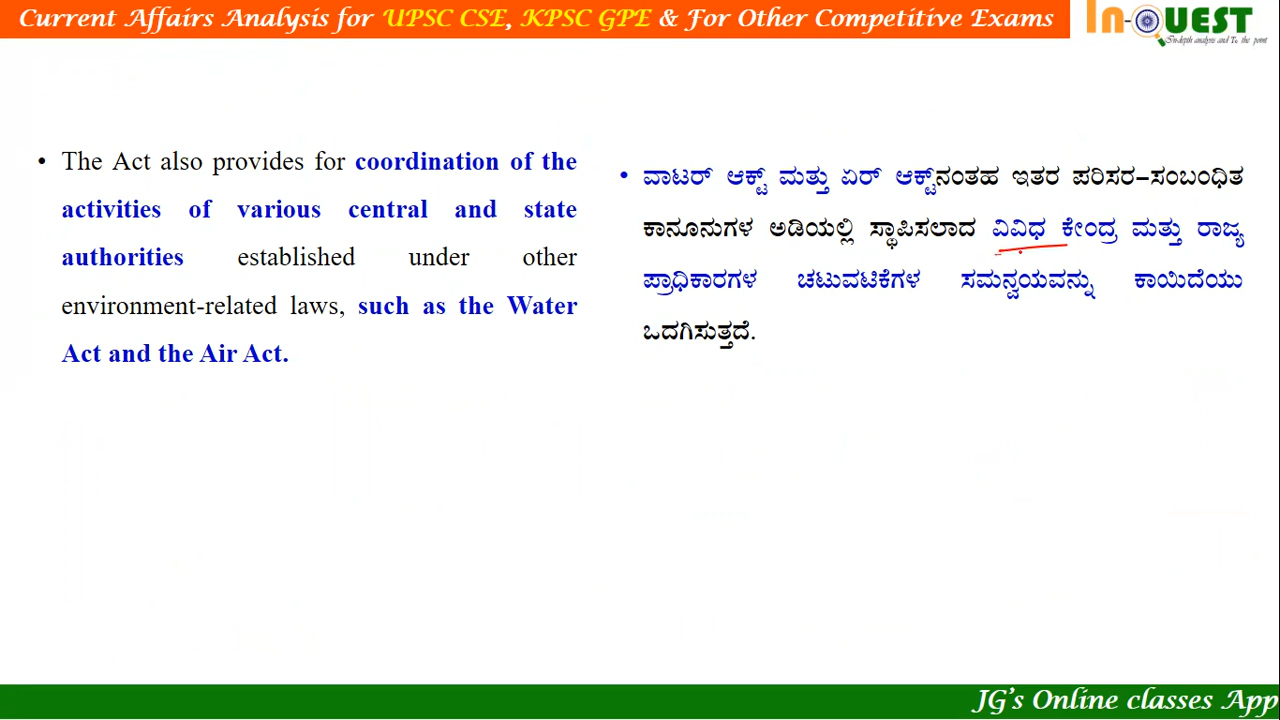 Current Affairs Analysis for UPSC CSE, KPSC GPE & For Other Competitive Exams
In-QUEST
In-depth analysis and To the point
• The Act also provides for coordination of the
activities of various central and state
authorities established under other
environment-related laws, such as the Water
Act and the Air Act.
• ವಾಟರ್ ಆಕ್ಟ್ ಮತ್ತು ಏರ್ ಆಕ್ಟ್‌ನಂತಹ ಇತರ ಪರಿಸರ-ಸಂಬಂಧಿತ
ಕಾನೂನುಗಳ ಅಡಿಯಲ್ಲಿ ಸ್ಥಾಪಿಸಲಾದ ವಿವಿಧ ಕೇಂದ್ರ ಮತ್ತು ರಾಜ್ಯ
ಪ್ರಾಧಿಕಾರಗಳ ಚಟುವಟಿಕೆಗಳ ಸಮನ್ವಯವನ್ನು ಕಾಯಿದೆಯು
ಒದಗಿಸುತ್ತದೆ.
JG's Online classes App